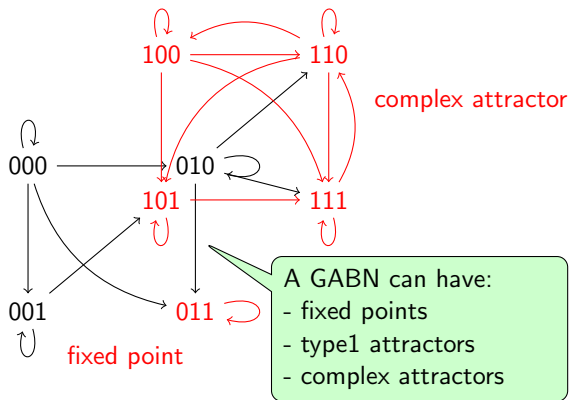 100 110
complex attractor
000 010
101 111
A GABN can have:
- fixed points
- type1 attractors
- complex attractors
001 011
fixed point